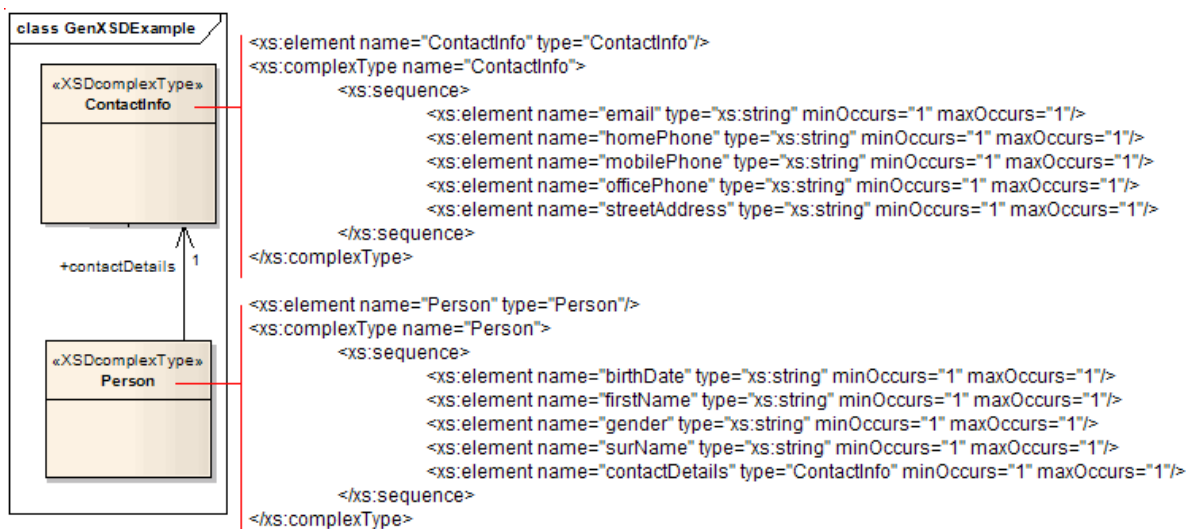 class GenXSDExample
«XSDcomplexType»
ContactInfo
+contactDetails
1
«XSDcomplexType»
Person
<xs:element name="ContactInfo" type="ContactInfo"/>
<xs:complexType name="ContactInfo">
<xs:sequence>
<xs:element name="email" type="xs:string" minOccurs="1" maxOccurs="1"/>
<xs:element name="homePhone" type="xs:string" minOccurs="1" maxOccurs="1"/>
<xs:element name="mobilePhone" type="xs:string" minOccurs="1" maxOccurs="1"/>
<xs:element name="officePhone" type="xs:string" minOccurs="1" maxOccurs="1"/>
<xs:element name="streetAddress" type="xs:string" minOccurs="1" maxOccurs="1"/>
</xs:sequence>
</xs:complexType>
<xs:element name="Person" type="Person"/>
<xs:complexType name="Person">
<xs:sequence>
<xs:element name="birthDate" type="xs:string" minOccurs="1" maxOccurs="1"/>
<xs:element name="firstName" type="xs:string" minOccurs="1" maxOccurs="1"/>
<xs:element name="gender" type="xs:string" minOccurs="1" maxOccurs="1"/>
<xs:element name="surName" type="xs:string" minOccurs="1" maxOccurs="1"/>
<xs:element name="contactDetails" type="ContactInfo" minOccurs="1" maxOccurs="1"/>
</xs:sequence>
</xs:complexType>